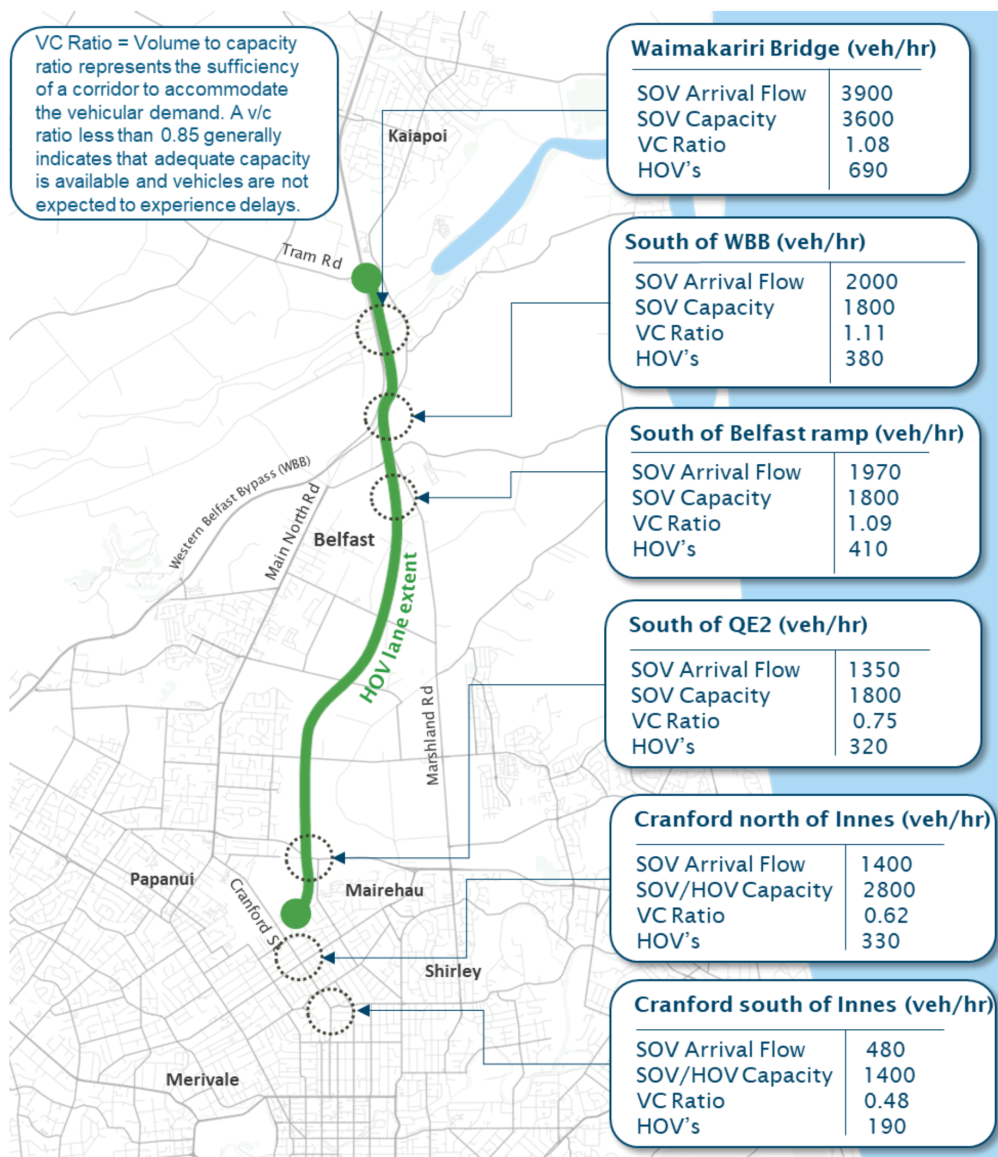 VC Ratio = Volume to capacity
ratio represents the sufficiency
of a corridor to accommodate
the vehicular demand. A v/c
ratio less than 0.85 generally
indicates that adequate capacity
is available and vehicles are not
expected to experience delays.
Waimakariri Bridge (veh/hr)
SOV Arrival Flow 3900
SOV Capacity 3600
VC Ratio 1.08
HOV's 690
Kaiapoi
Tram Rd
South of WBB (veh/hr)
SOV Arrival Flow 2000
SOV Capacity 1800
VC Ratio 1.11
HOV's 380
South of Belfast ramp (veh/hr)
SOV Arrival Flow 1970
SOV Capacity 1800
VC Ratio 1.09
HOV's 410
Western Belfast Bypass (WBB)
Main North Rd
Belfast
HOV lane extent
Marshland Rd
South of QE2 (veh/hr)
SOV Arrival Flow 1350
SOV Capacity 1800
VC Ratio 0.75
HOV's 320
Cranford north of Innes (veh/hr)
SOV Arrival Flow 1400
SOV/HOV Capacity 2800
VC Ratio 0.62
HOV's 330
Papanui
Cranford St
Mairehau
Shirley
Cranford south of Innes (veh/hr)
SOV Arrival Flow 480
SOV/HOV Capacity 1400
VC Ratio 0.48
HOV's 190
Merivale